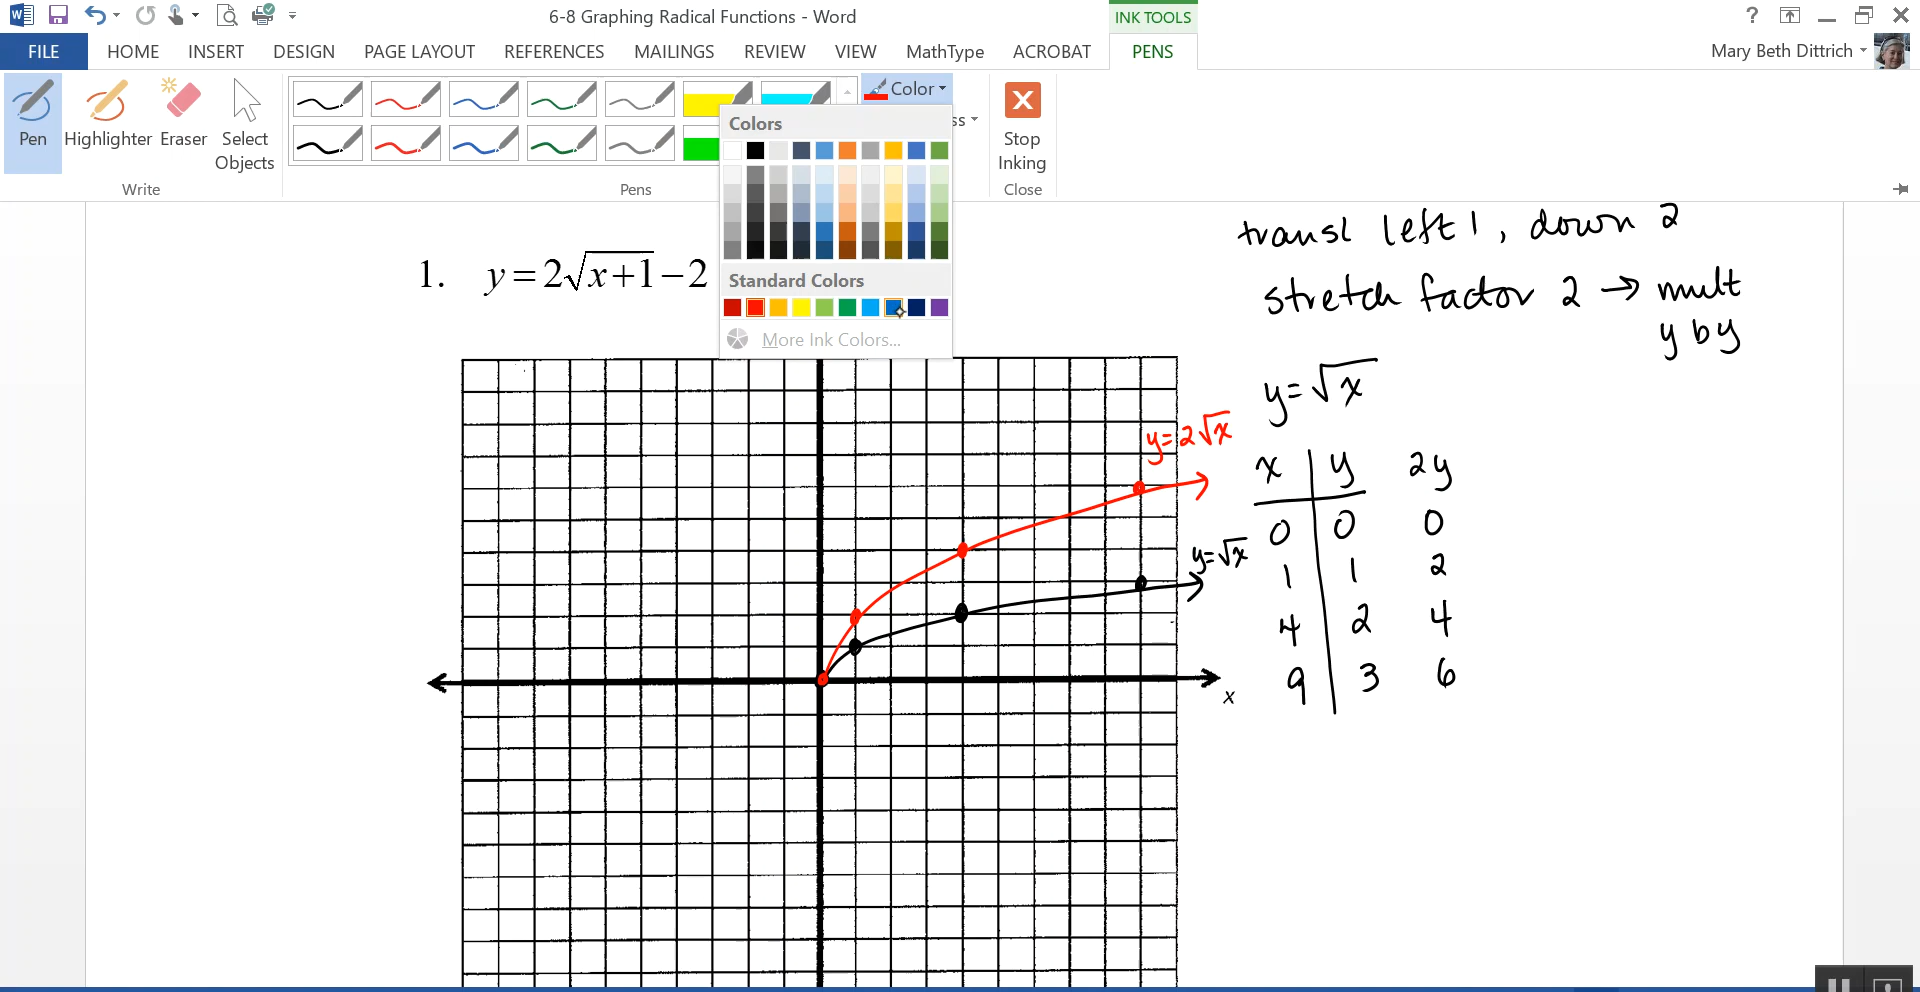 6-8 Graphing Radical Functions - Word
INK TOOLS
?
FILE HOME INSERT DESIGN PAGE LAYOUT REFERENCES MAILINGS REVIEW VIEW MathType ACROBAT PENS
Mary Beth Dittrich
Pen
Highlighter
Eraser
Select
Objects
Color
ss
Stop
Inking
Write
Pens
Close
Colors
Standard Colors
More Ink Colors...
1. y=2√x+1−2
transl left 1, down 2
stretch factor 2 → mult
y by
y=√x
x y 2y
0 0 0
1 1 2
4 2 4
9 3 6
y=2√x
y=√x
x